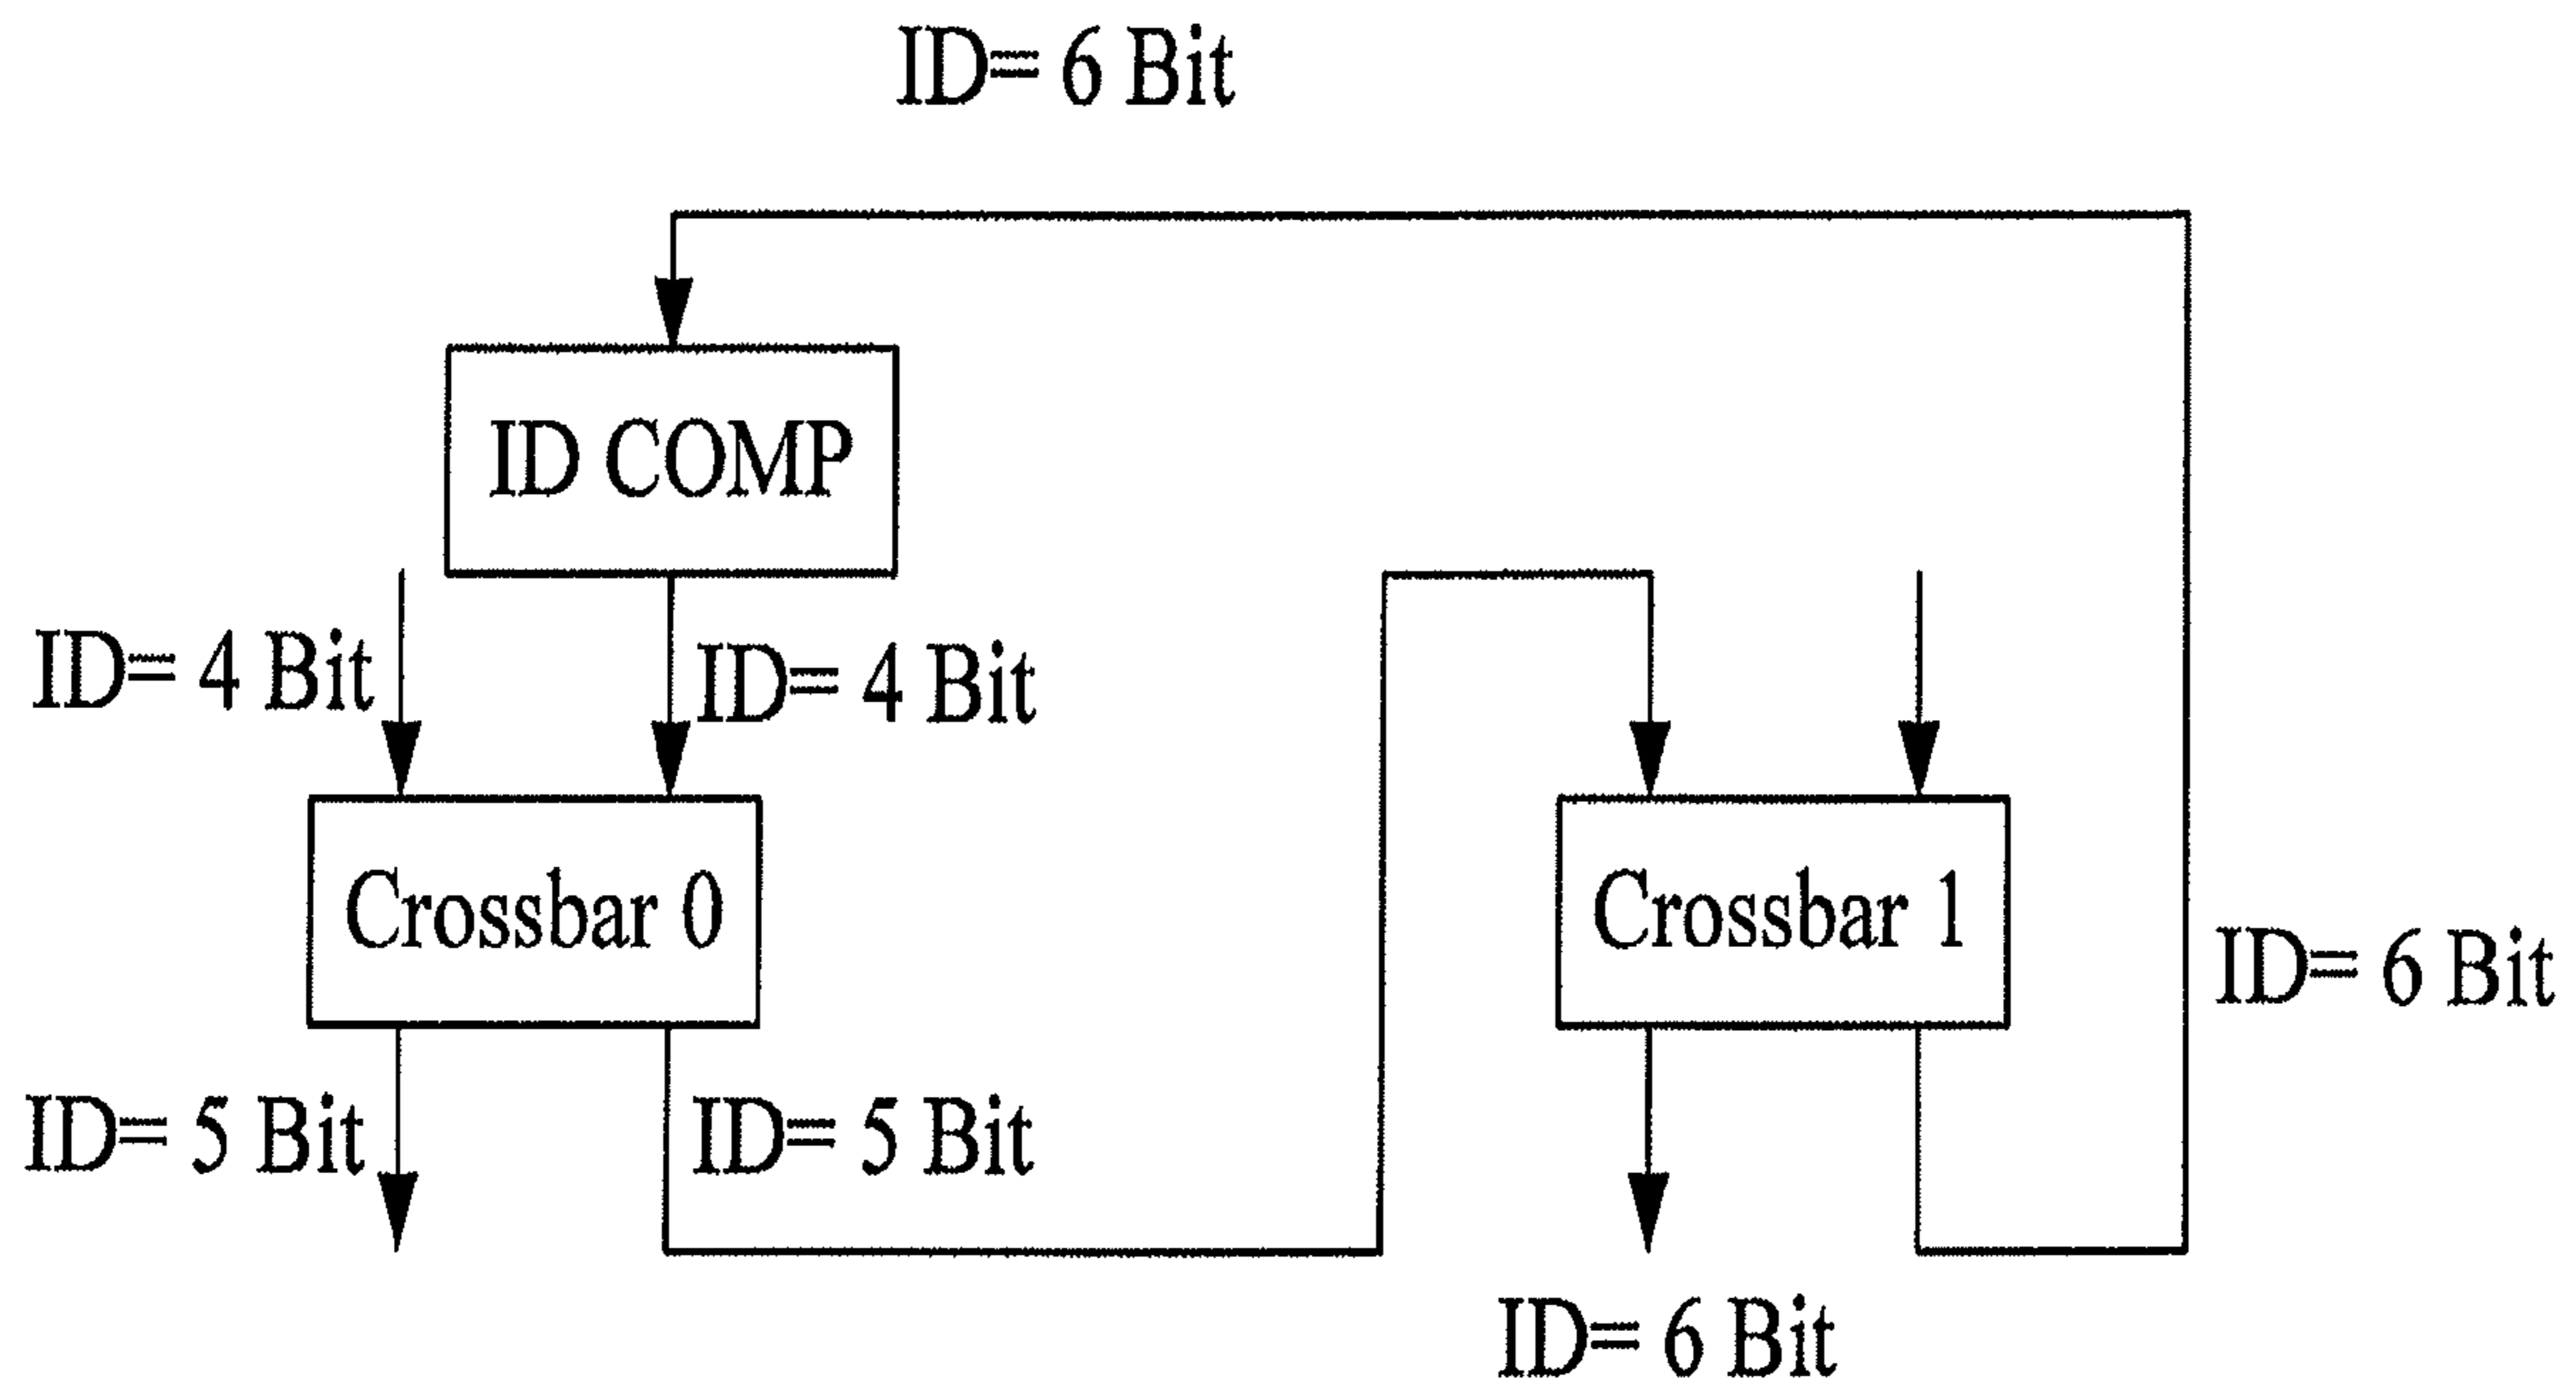 ID= 6 Bit
ID COMP
ID= 4 Bit
ID= 4 Bit
Crossbar 0
Crossbar 1
ID= 6 Bit
ID= 5 Bit
ID= 5 Bit
ID= 6 Bit